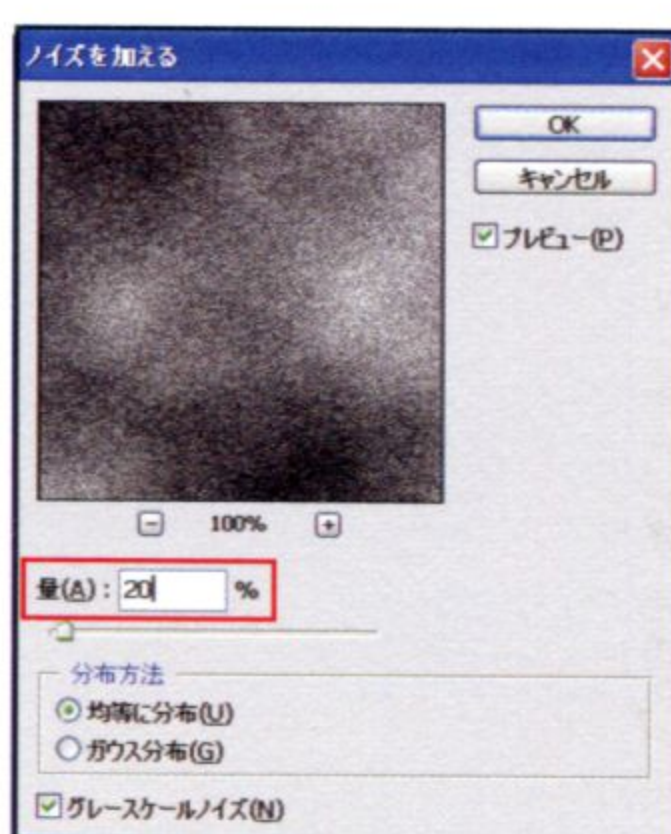 ノイズを加える
OK
キャンセル
プレビュー(P)
100%
量(A): 20 %
分布方法
均等に分布(U)
ガウス分布(G)
グレースケールノイズ(N)